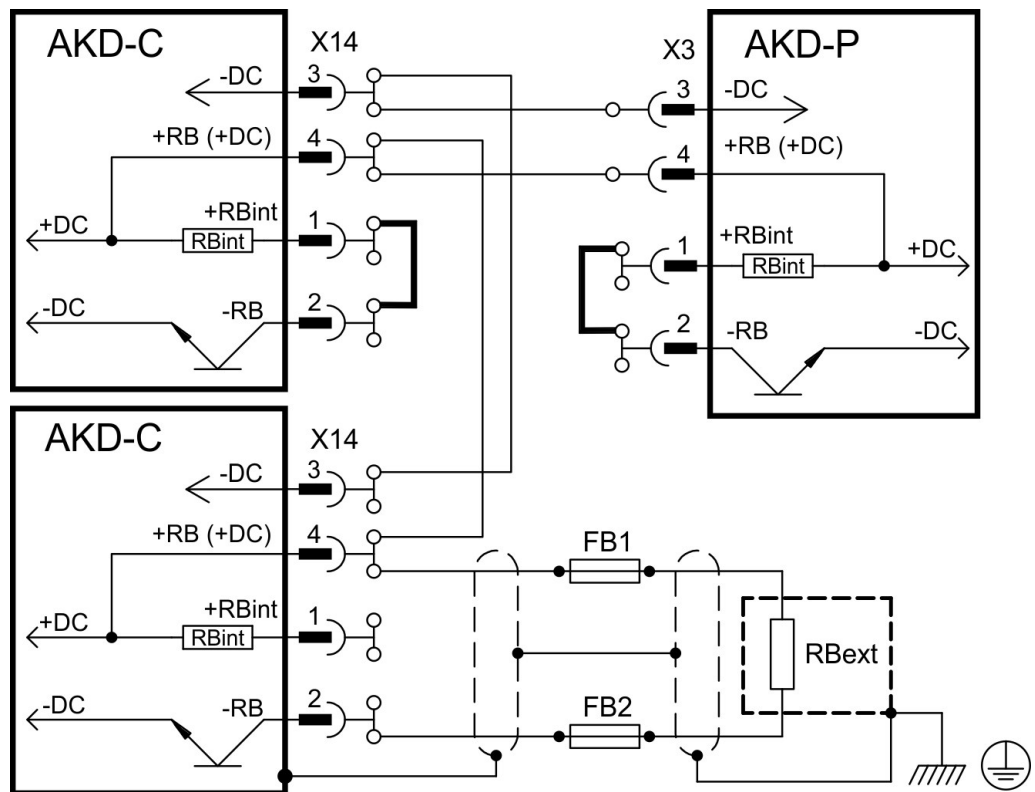 AKD-C
X14
-DC
3
+RB (+DC)
4
+DC
+RBint
RBint
1
-DC
-RB
2
X3
AKD-P
3
-DC
4
+RB (+DC)
1
+RBint
RBint
+DC
2
-RB
-DC
AKD-C
X14
-DC
3
+RB (+DC)
4
+DC
+RBint
RBint
1
-DC
-RB
2
FB1
RBext
FB2